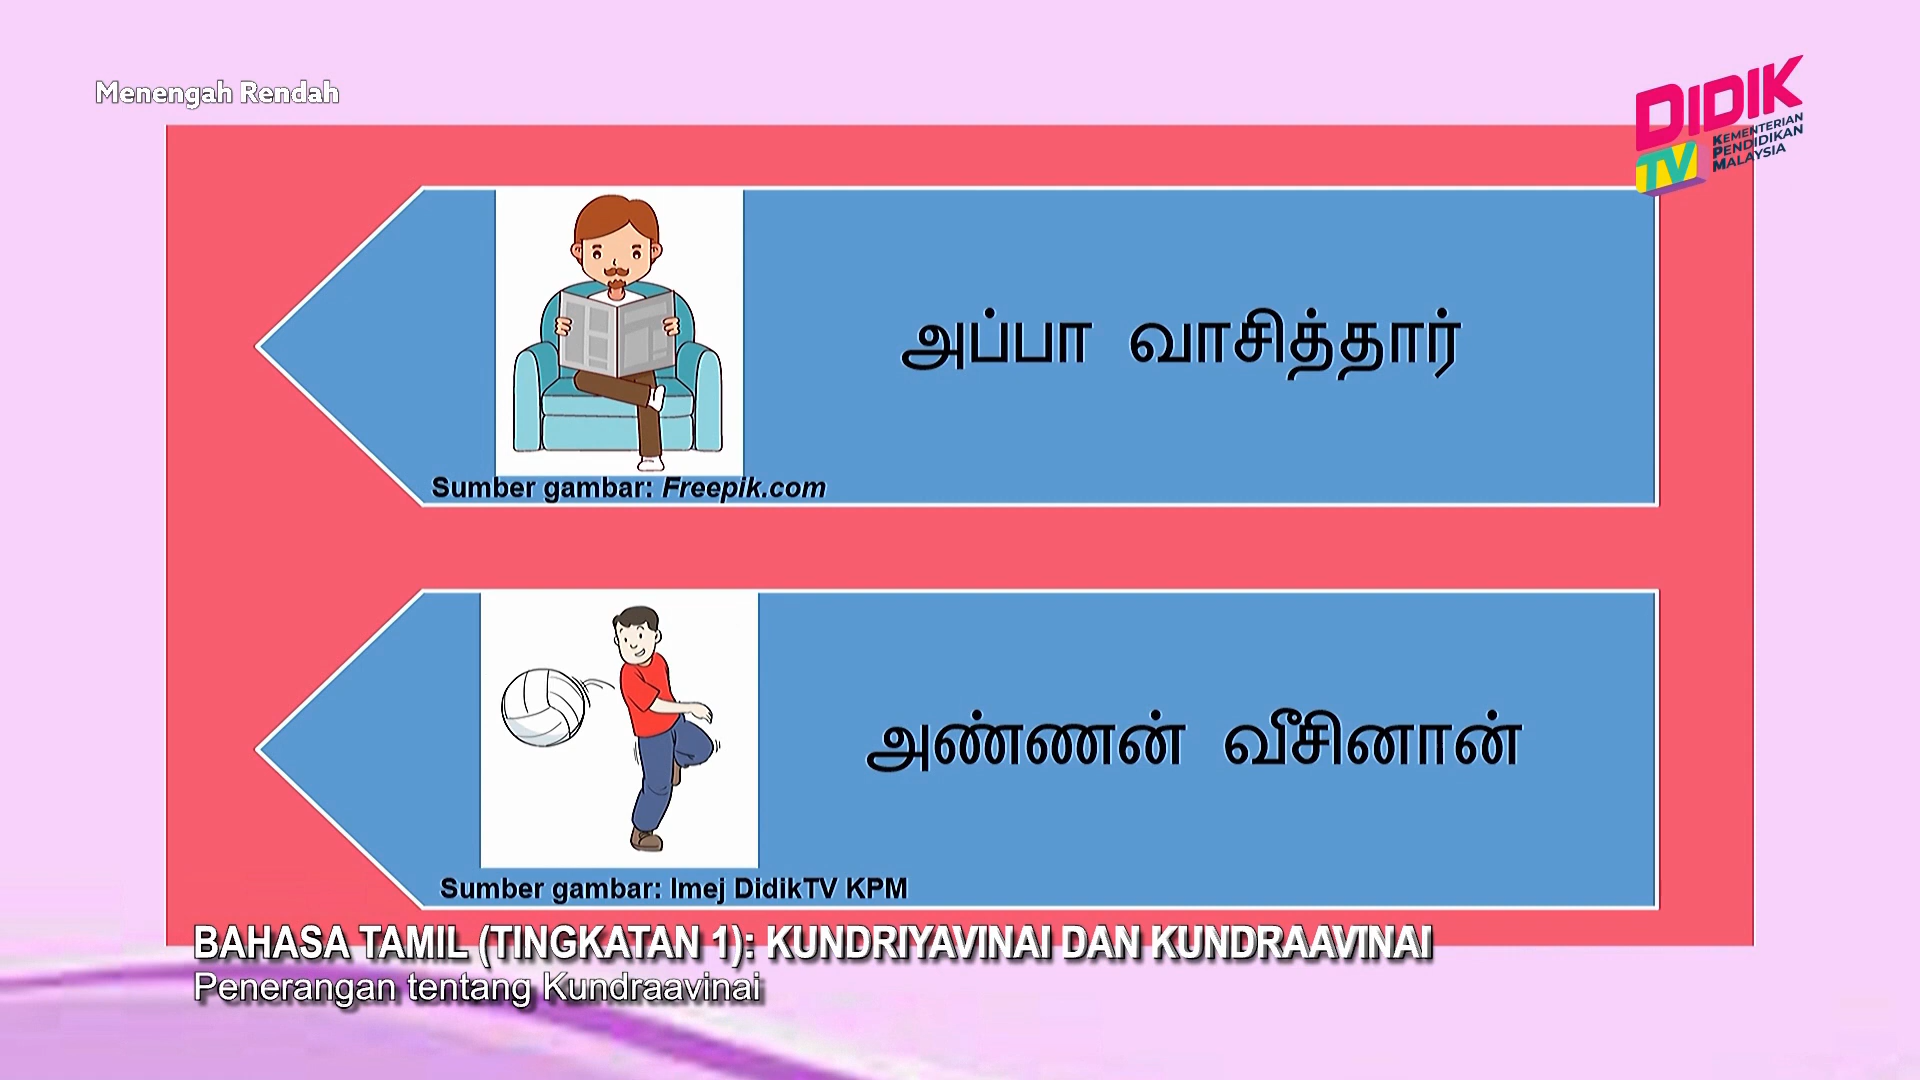 Menengah Rendah
DIDIK
TV
KEMENTERIAN
PENDIDIKAN
MALAYSIA
அப்பா வாசித்தார்
Sumber gambar: Freepik.com
அண்ணன் வீசினான்
Sumber gambar: Imej DidikTV KPM
BAHASA TAMIL (TINGKATAN 1): KUNDRIYAVINAI DAN KUNDRAAVINAI
Penerangan tentang Kundraavinai